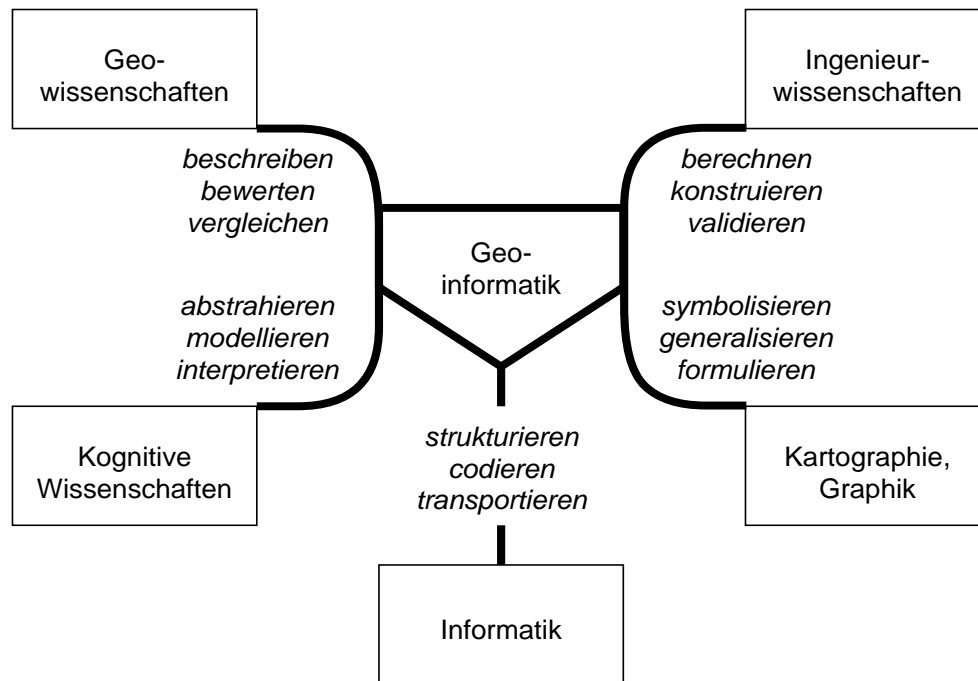 Geo-
wissenschaften
Ingenieur-
wissenschaften
beschreiben
bewerten
vergleichen
berechnen
konstruieren
validieren
Geo-
informatik
abstrahieren
modellieren
interpretieren
symbolisieren
generalisieren
formulieren
Kognitive
Wissenschaften
strukturieren
codieren
transportieren
Kartographie,
Graphik
Informatik